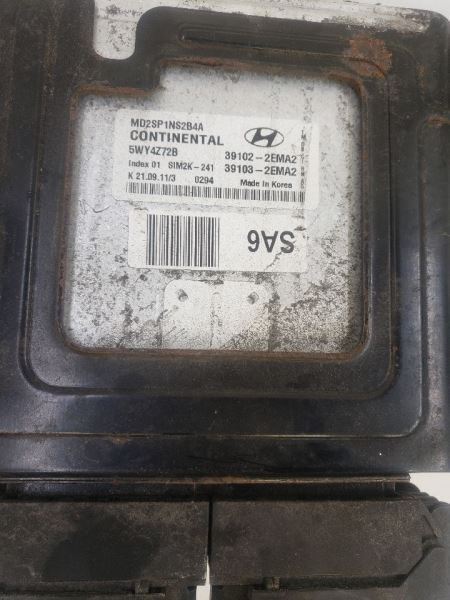 MD2SP1NS2B4A
CONTINENTAL
5WY4Z72B 39102-2EMA2
Index 01 SIM2K-241 39103-2EMA2
K 21.09.11/3 0294 Made in Korea
SA6